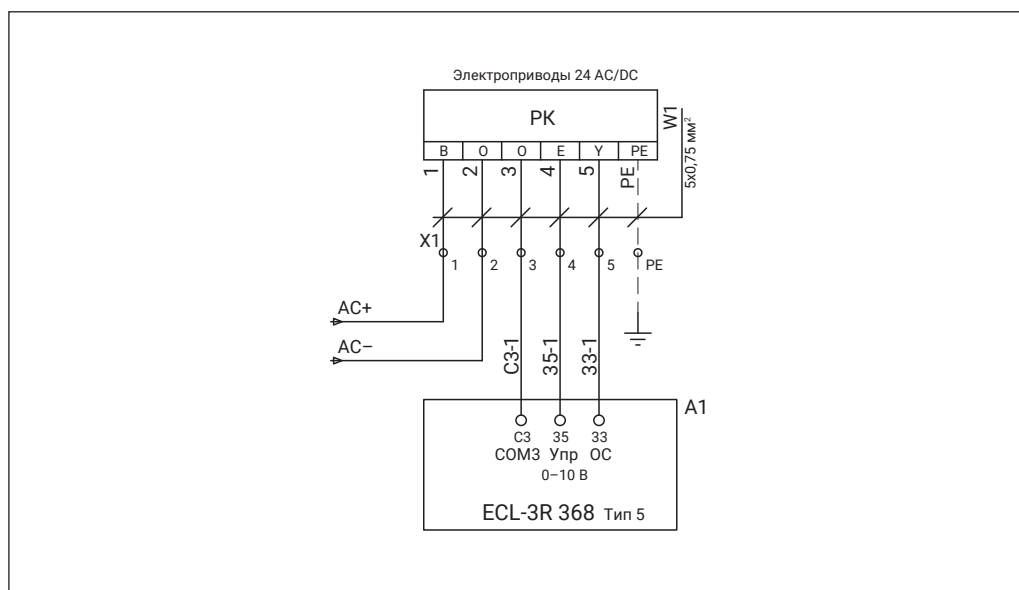 Электроприводы 24 AC/DC
РК
W1
5x0,75 мм²
B O O E Y PE
1 2 3 4 5 PE
X1
1 2 3 4 5 PE
AC+
AC–
C3-1 35-1 33-1
A1
C3 35 33
COM3 Упр ОС
0–10 В
ECL-3R 368 Тип 5